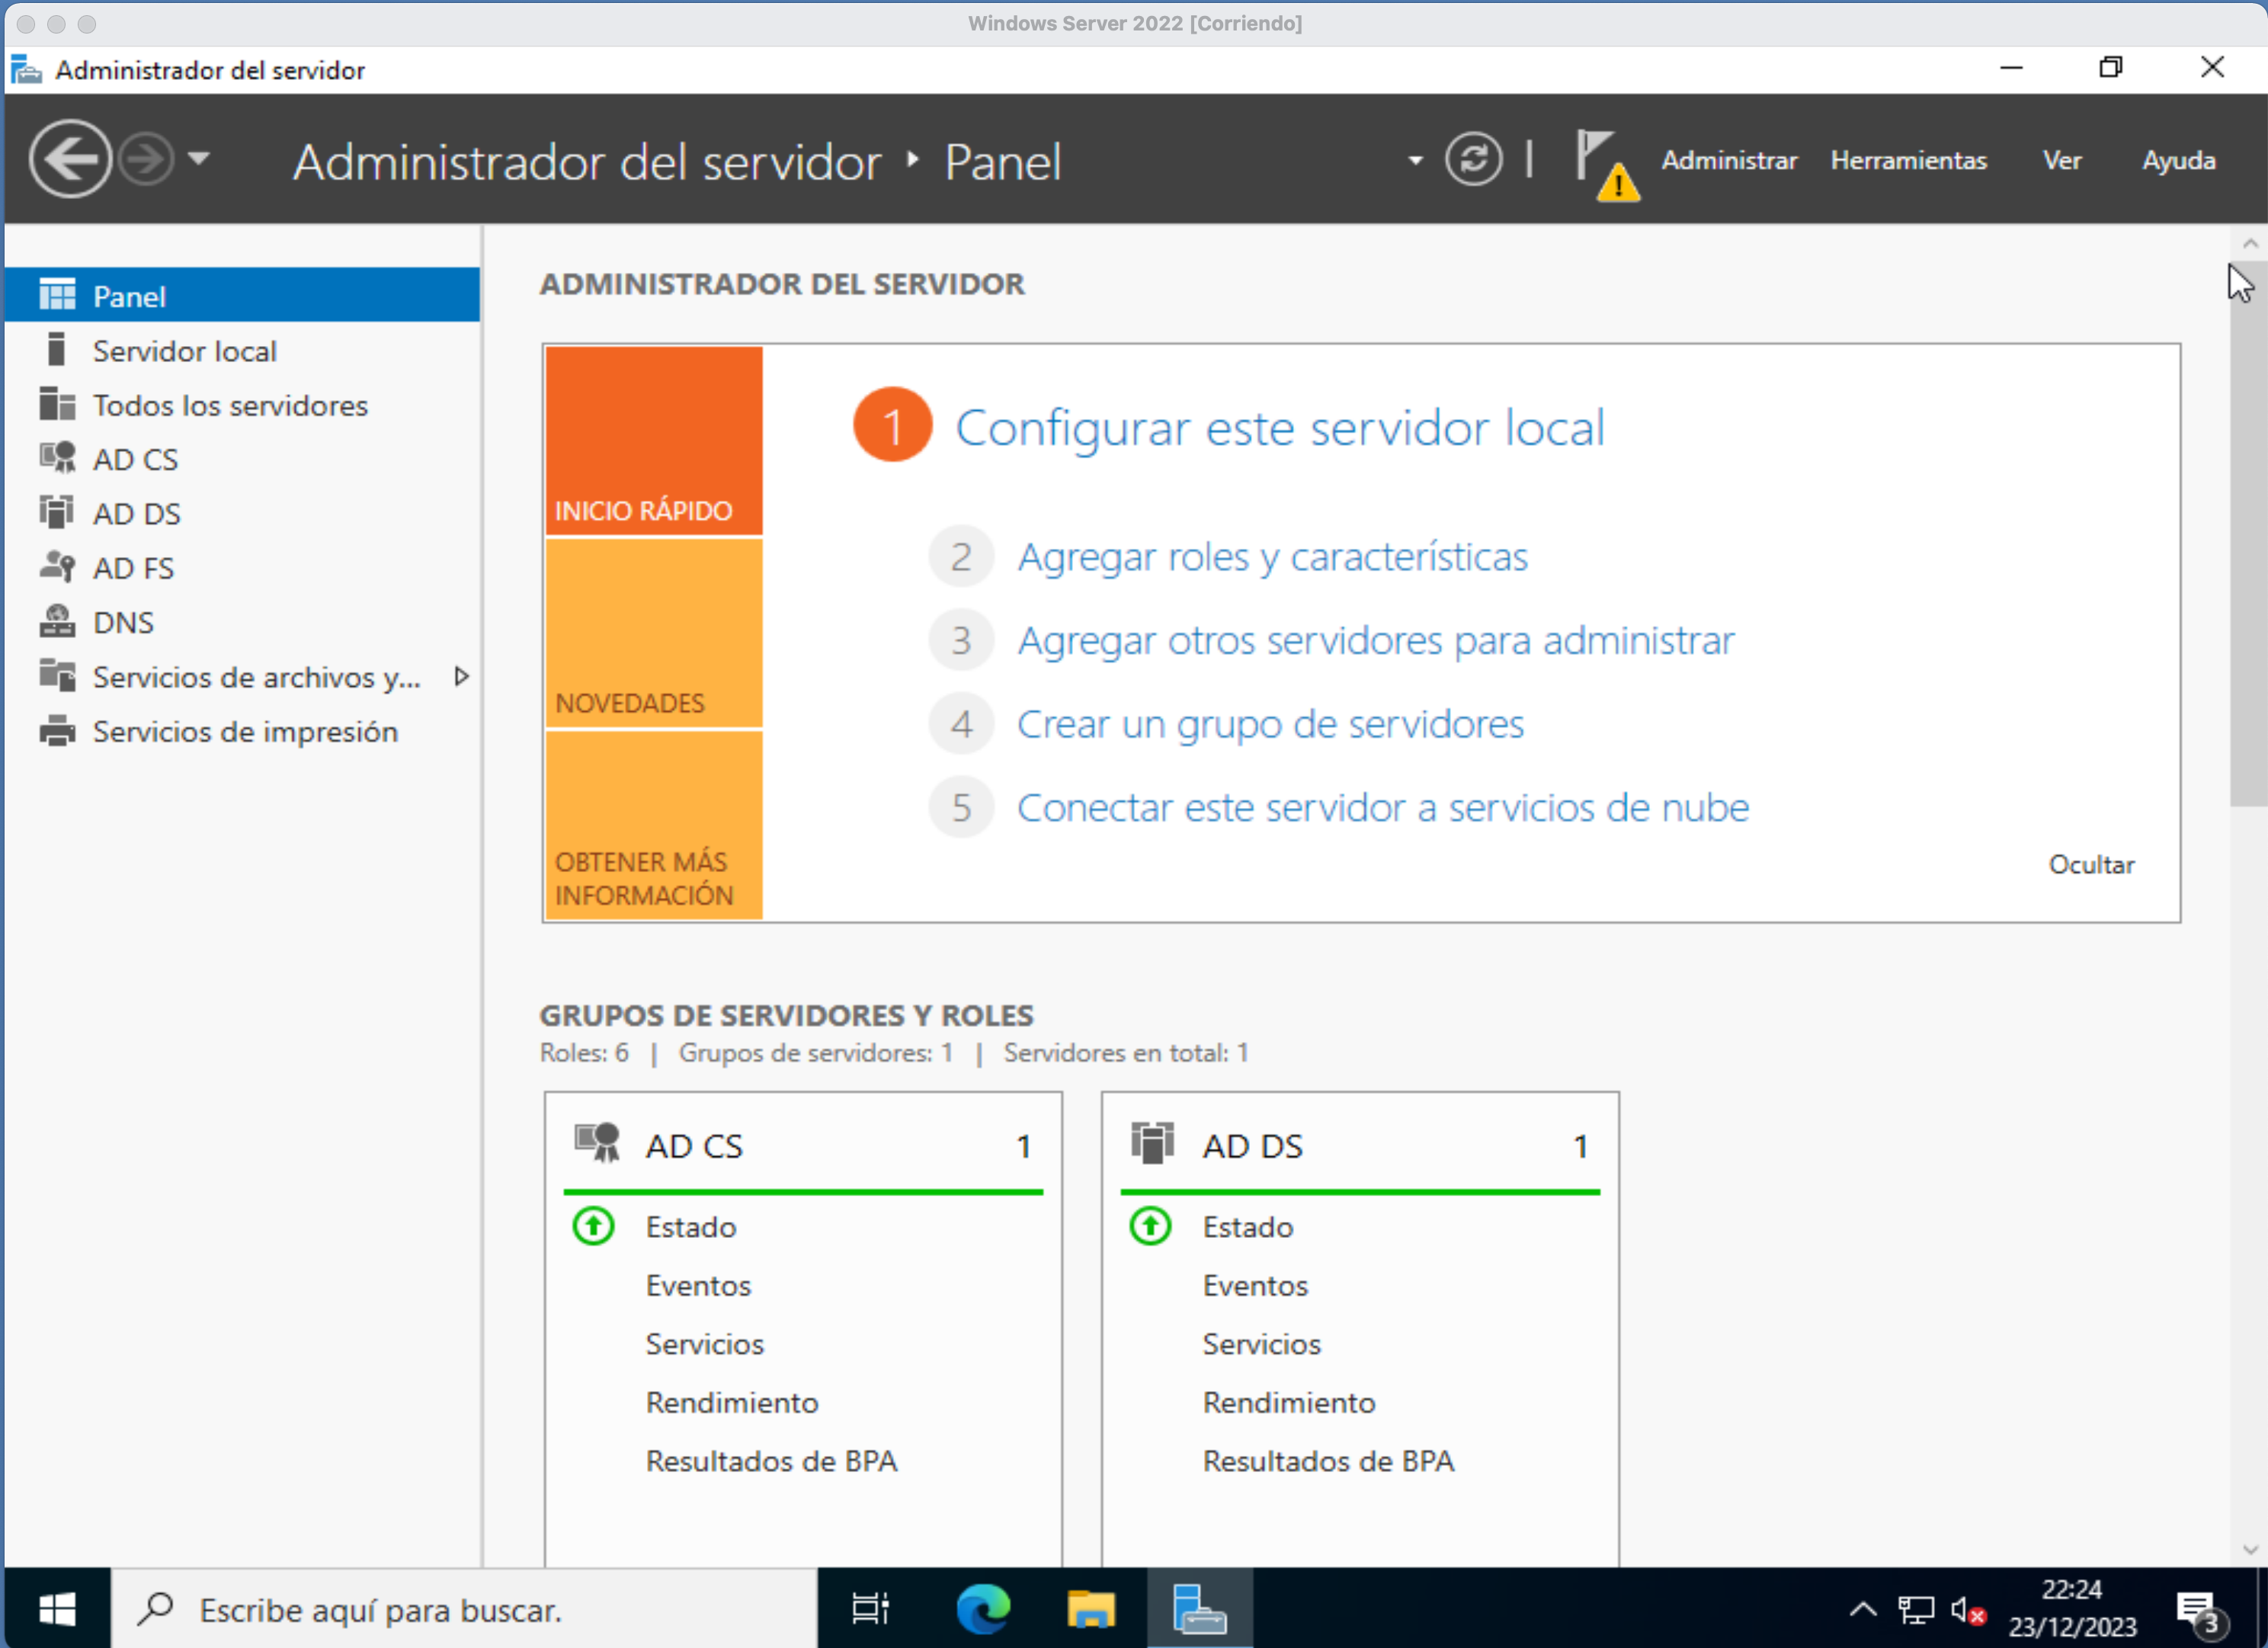 Windows Server 2022 [Corriendo]
Administrador del servidor
Administrador del servidor Panel
Administrar Herramientas Ver Ayuda
Panel
Servidor local
Todos los servidores
AD CS
AD DS
AD FS
DNS
Servicios de archivos y...
Servicios de impresión
ADMINISTRADOR DEL SERVIDOR
INICIO RÁPIDO
NOVEDADES
OBTENER MÁS
INFORMACIÓN
1 Configurar este servidor local
2 Agregar roles y características
3 Agregar otros servidores para administrar
4 Crear un grupo de servidores
5 Conectar este servidor a servicios de nube
Ocultar
GRUPOS DE SERVIDORES Y ROLES
Roles: 6 | Grupos de servidores: 1 | Servidores en total: 1
AD CS 1
Estado
Eventos
Servicios
Rendimiento
Resultados de BPA
AD DS 1
Estado
Eventos
Servicios
Rendimiento
Resultados de BPA
Escribe aquí para buscar.
22:24
23/12/2023
3